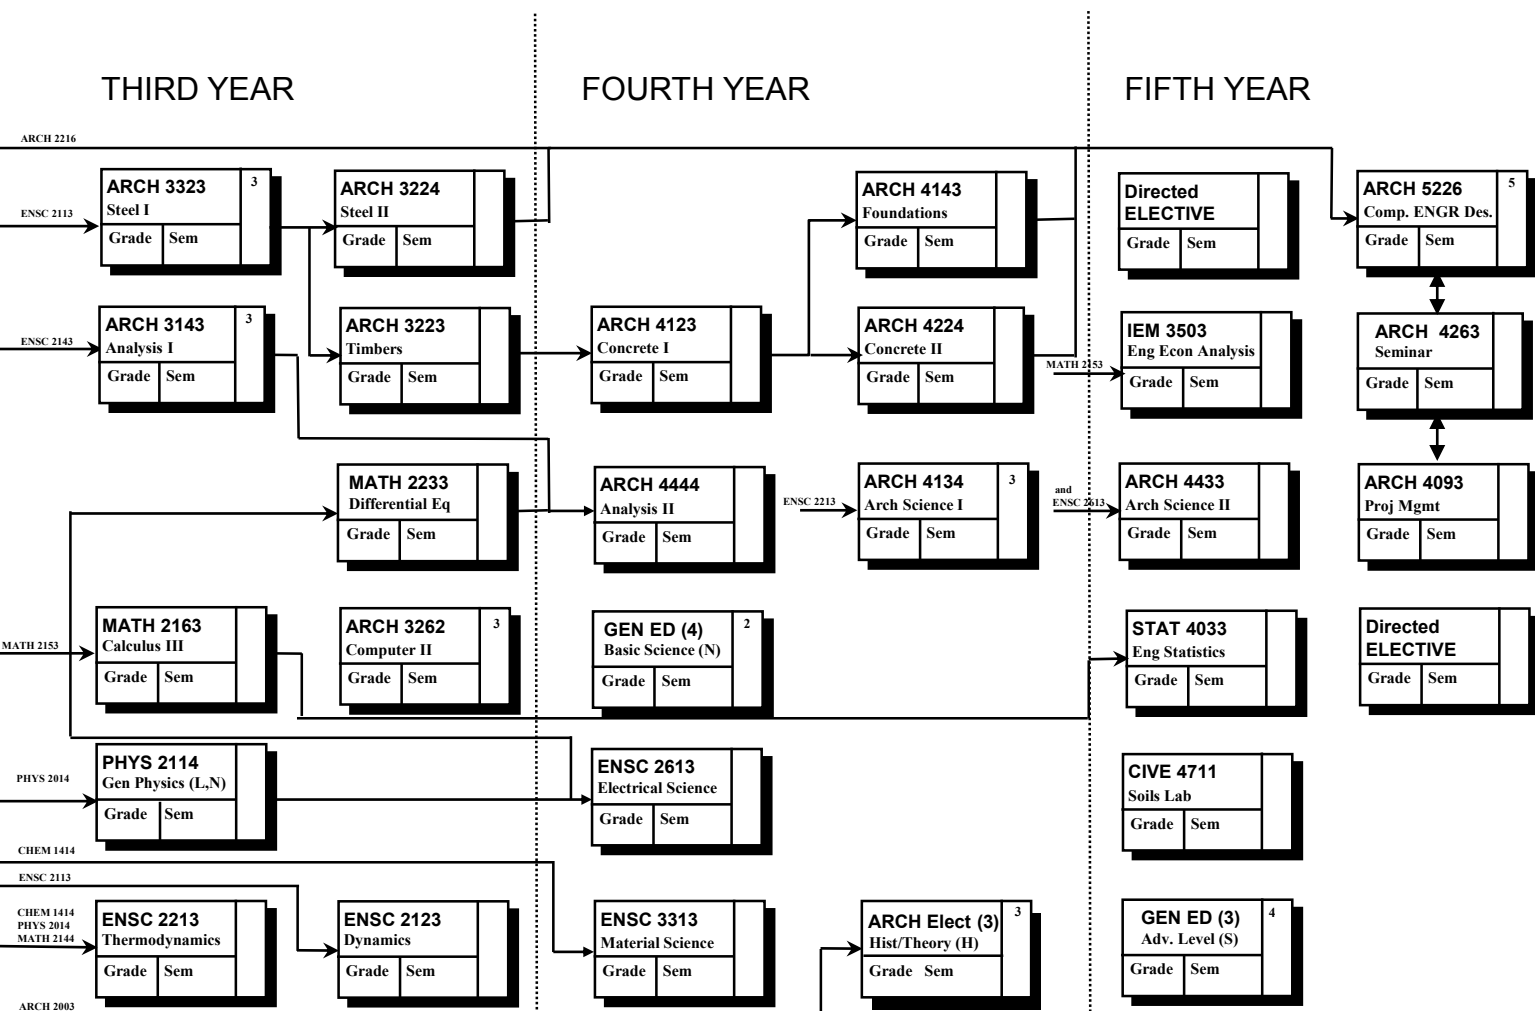 THIRD YEAR
FOURTH YEAR
FIFTH YEAR
ARCH 2216
ENSC 2113
ARCH 3323
3
Steel I
Grade Sem
ARCH 3224
Steel II
Grade Sem
ARCH 4143
Foundations
Grade Sem
Directed
ELECTIVE
Grade Sem
ARCH 5226
5
Comp. ENGR Des.
Grade Sem
ENSC 2143
ARCH 3143
3
Analysis I
Grade Sem
ARCH 3223
Timbers
Grade Sem
ARCH 4123
Concrete I
Grade Sem
ARCH 4224
Concrete II
Grade Sem
MATH 2153
IEM 3503
Eng Econ Analysis
Grade Sem
ARCH 4263
Seminar
Grade Sem
MATH 2233
Differential Eq
Grade Sem
ARCH 4444
Analysis II
Grade Sem
ENSC 2213
ARCH 4134
3
Arch Science I
Grade Sem
and
ENSC 2613
ARCH 4433
Arch Science II
Grade Sem
ARCH 4093
Proj Mgmt
Grade Sem
MATH 2153
MATH 2163
Calculus III
Grade Sem
ARCH 3262
3
Computer II
Grade Sem
GEN ED (4)
2
Basic Science (N)
Grade Sem
STAT 4033
Eng Statistics
Grade Sem
Directed
ELECTIVE
Grade Sem
PHYS 2014
PHYS 2114
Gen Physics (L,N)
Grade Sem
ENSC 2613
Electrical Science
Grade Sem
CIVE 4711
Soils Lab
Grade Sem
CHEM 1414
ENSC 2113
CHEM 1414
PHYS 2014
MATH 2144
ENSC 2213
Thermodynamics
Grade Sem
ENSC 2123
Dynamics
Grade Sem
ENSC 3313
Material Science
Grade Sem
ARCH Elect (3)
3
Hist/Theory (H)
Grade Sem
GEN ED (3)
4
Adv. Level (S)
Grade Sem
ARCH 2003